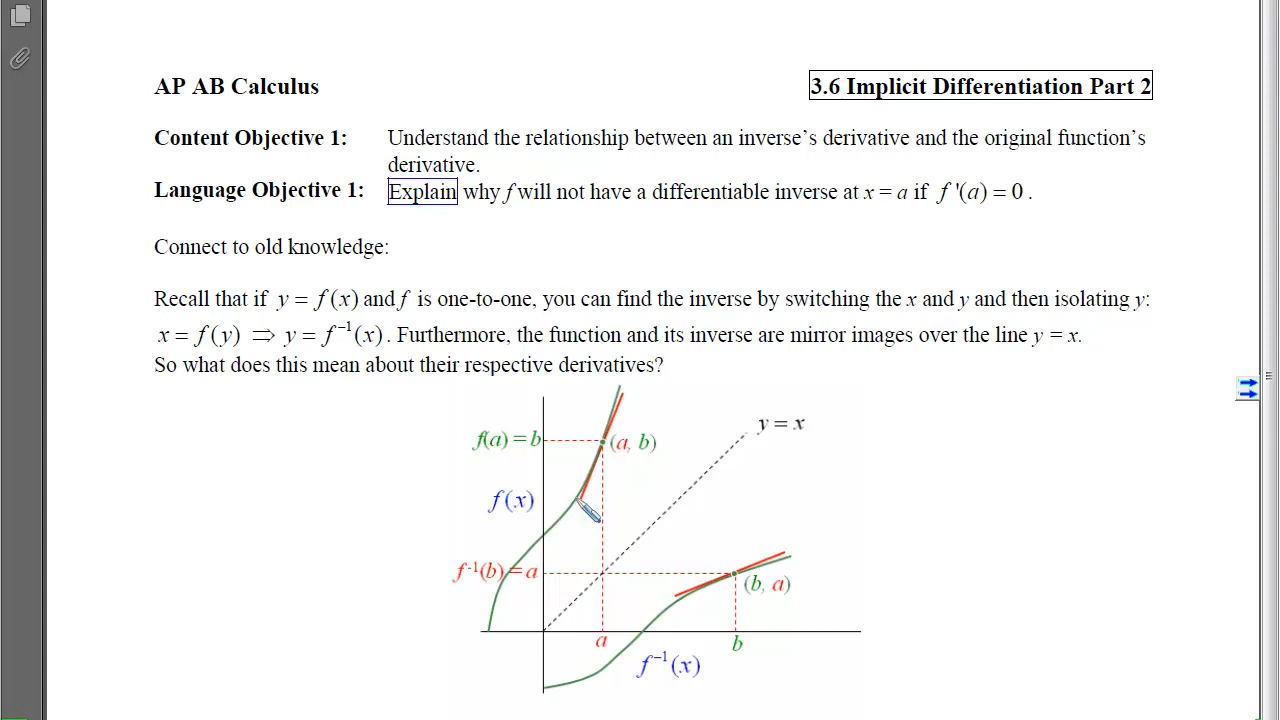 AP AB Calculus 3.6 Implicit Differentiation Part 2
Content Objective 1: Understand the relationship between an inverse’s derivative and the original function’s
derivative.
Language Objective 1: Explain why f will not have a differentiable inverse at x = a if f '(a) = 0 .
Connect to old knowledge:
Recall that if y = f(x) and f is one-to-one, you can find the inverse by switching the x and y and then isolating y:
x = f(y) ⇒ y = f⁻¹(x). Furthermore, the function and its inverse are mirror images over the line y = x.
So what does this mean about their respective derivatives?
y = x
f(a) = b (a, b)
f(x)
f⁻¹(b) = a
(b, a)
a b
f⁻¹(x)